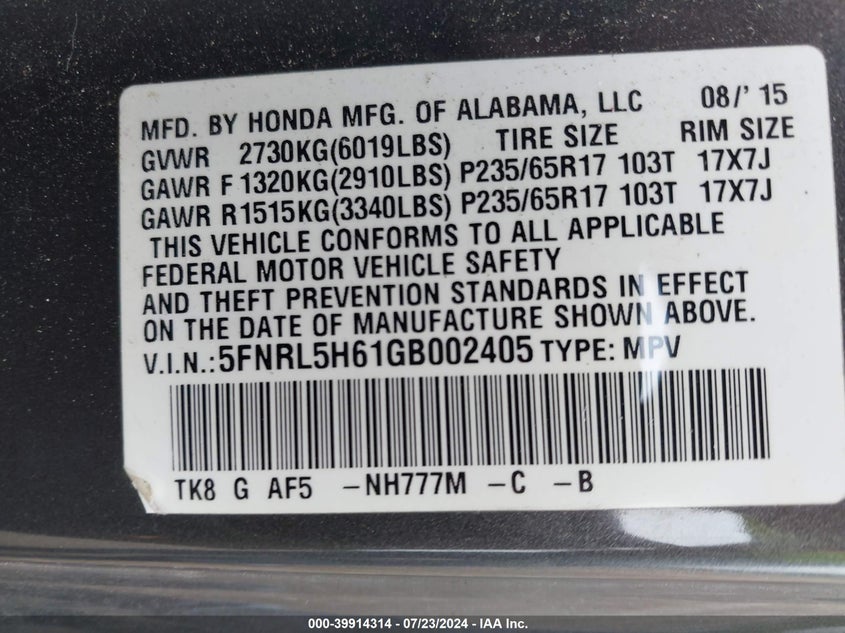 MFD. BY HONDA MFG. OF ALABAMA, LLC 08/' 15
GVWR 2730KG(6019LBS) TIRE SIZE RIM SIZE
GAWR F 1320KG(2910LBS) P235/65R17 103T 17X7J
GAWR R1515KG(3340LBS) P235/65R17 103T 17X7J
THIS VEHICLE CONFORMS TO ALL APPLICABLE
FEDERAL MOTOR VEHICLE SAFETY
AND THEFT PREVENTION STANDARDS IN EFFECT
ON THE DATE OF MANUFACTURE SHOWN ABOVE.
V.I.N.:5FNRL5H61GB002405 TYPE: MPV
TK8 G AF5 -NH777M -C -B
000-39914314 - 07/23/2024 - IAA Inc.